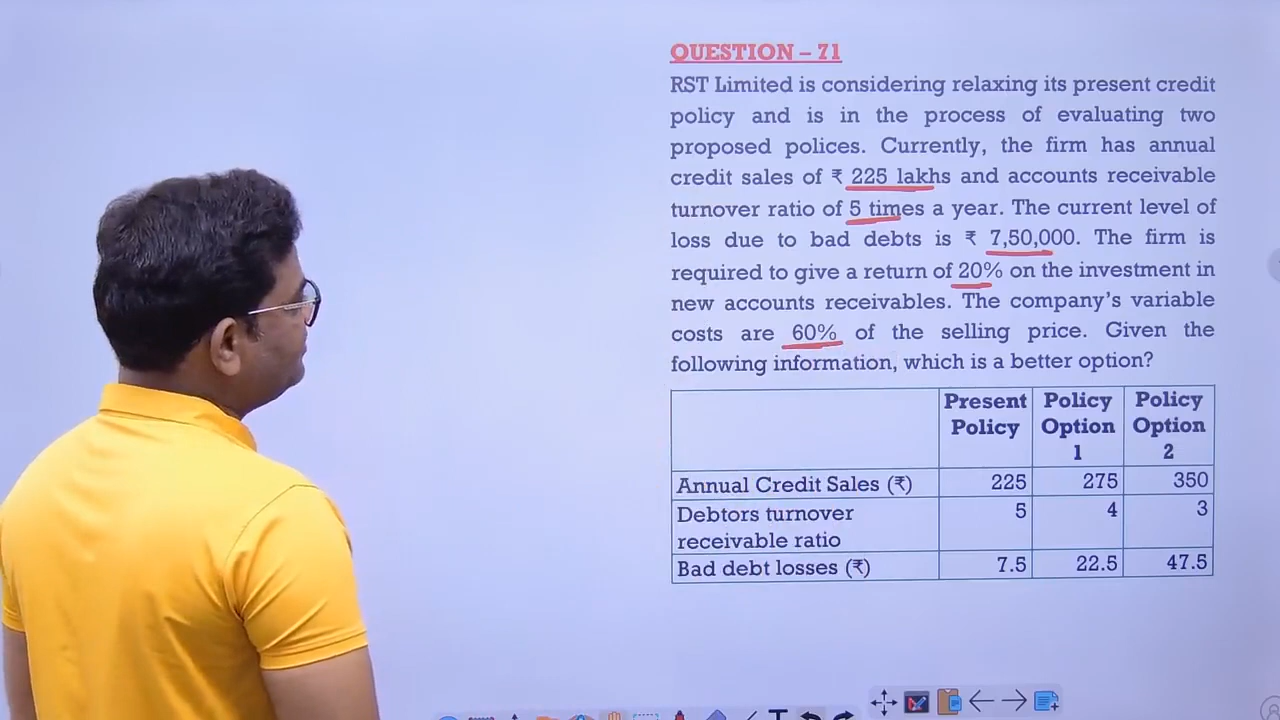 QUESTION – 71
RST Limited is considering relaxing its present credit
policy and is in the process of evaluating two
proposed polices. Currently, the firm has annual
credit sales of ₹ 225 lakhs and accounts receivable
turnover ratio of 5 times a year. The current level of
loss due to bad debts is ₹ 7,50,000. The firm is
required to give a return of 20% on the investment in
new accounts receivables. The company’s variable
costs are 60% of the selling price. Given the
following information, which is a better option?
Present Policy Policy
Policy Option Option
1 2
Annual Credit Sales (₹) 225 275 350
Debtors turnover 5 4 3
receivable ratio
Bad debt losses (₹) 7.5 22.5 47.5
T